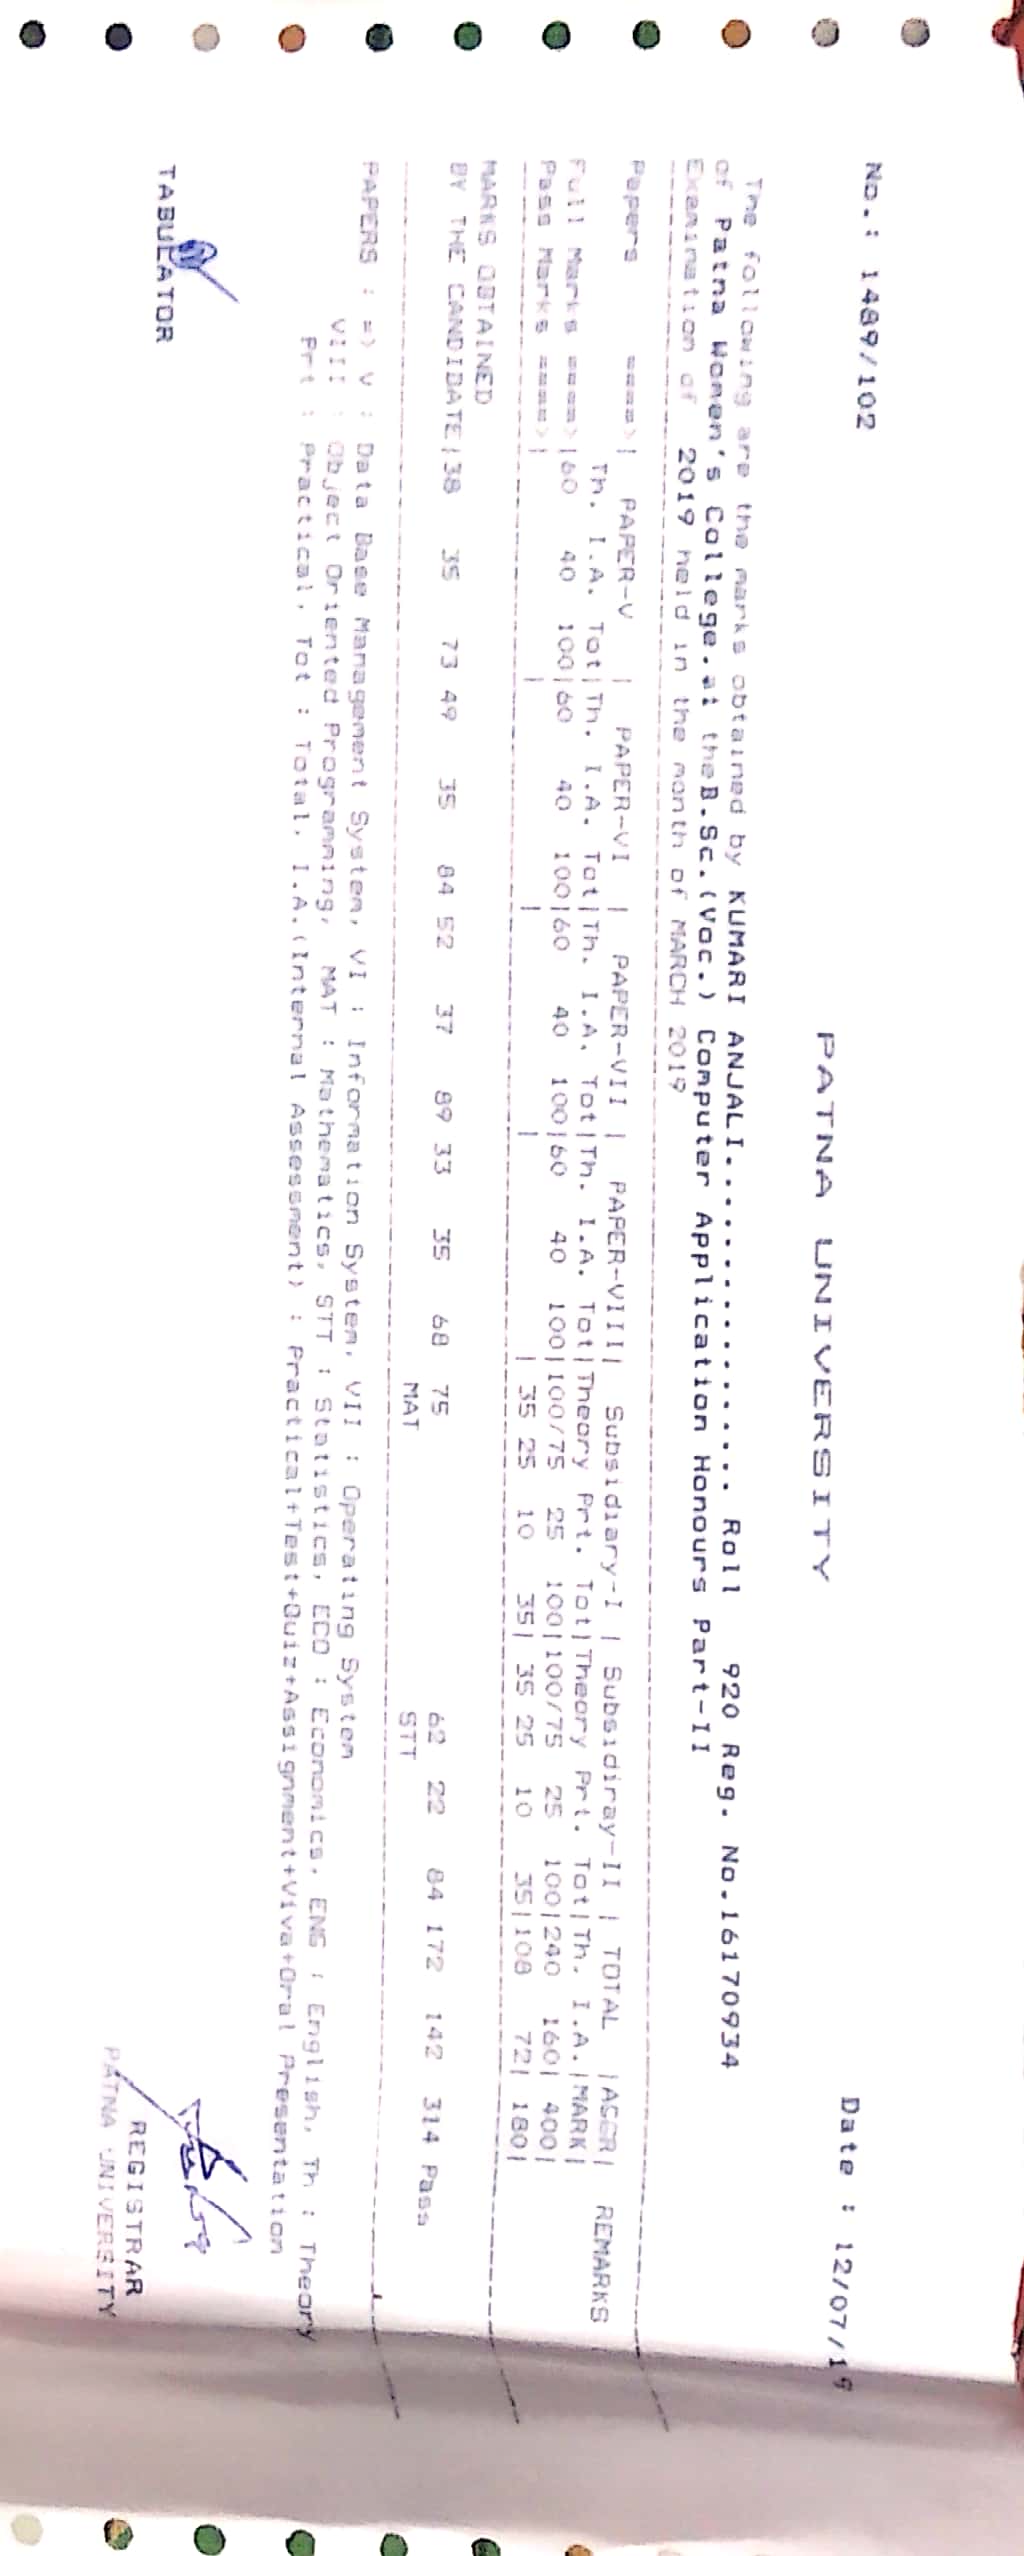 PATNA UNIVERSITY
No.: 1489/102 Date : 12/07/19
The following are the marks obtained by KUMARI ANJALI................... Roll 920 Reg. No.16170934
of Patna Women's College.at theB.Sc.(Voc.) Computer Application Honours Part-II
Examination of 2019 held in the month of MARCH 2019
Papers ====>| PAPER-V | PAPER-VI | PAPER-VII | PAPER-VIII| Subsidiary-I | Subsidiray-II | TOTAL |AGGR| REMARKS
Th. I.A. Tot|Th. I.A. Tot|Th. I.A. Tot|Th. I.A. Tot|Theory Prt. Tot|Theory Prt. Tot|Th. I.A.|MARK|
Full Marks ====>|60 40 100|60 40 100|60 40 100|60 40 100|100/75 25 100|100/75 25 100|240 160| 400|
Pass Marks ====>| | | | | 35 25 10 35| 35 25 10 35|108 72| 180|
MARKS OBTAINED
BY THE CANDIDATE|38 35 73 49 35 84 52 37 89 33 35 68 75 62 22 84 172 142 314 Pass
MAT STT
PAPERS : => V : Data Base Management System, VI : Information System, VII : Operating System
VIII : Object Oriented Programming, MAT : Mathematics, STT : Statistics, ECO : Economics, ENG : English, Th : Theory
Prt : Practical, Tot : Total, I.A.(Internal Assessment) : Practical+Test+Quiz+Assignment+Viva+Oral Presentation
TABULATOR REGISTRAR
PATNA UNIVERSITY